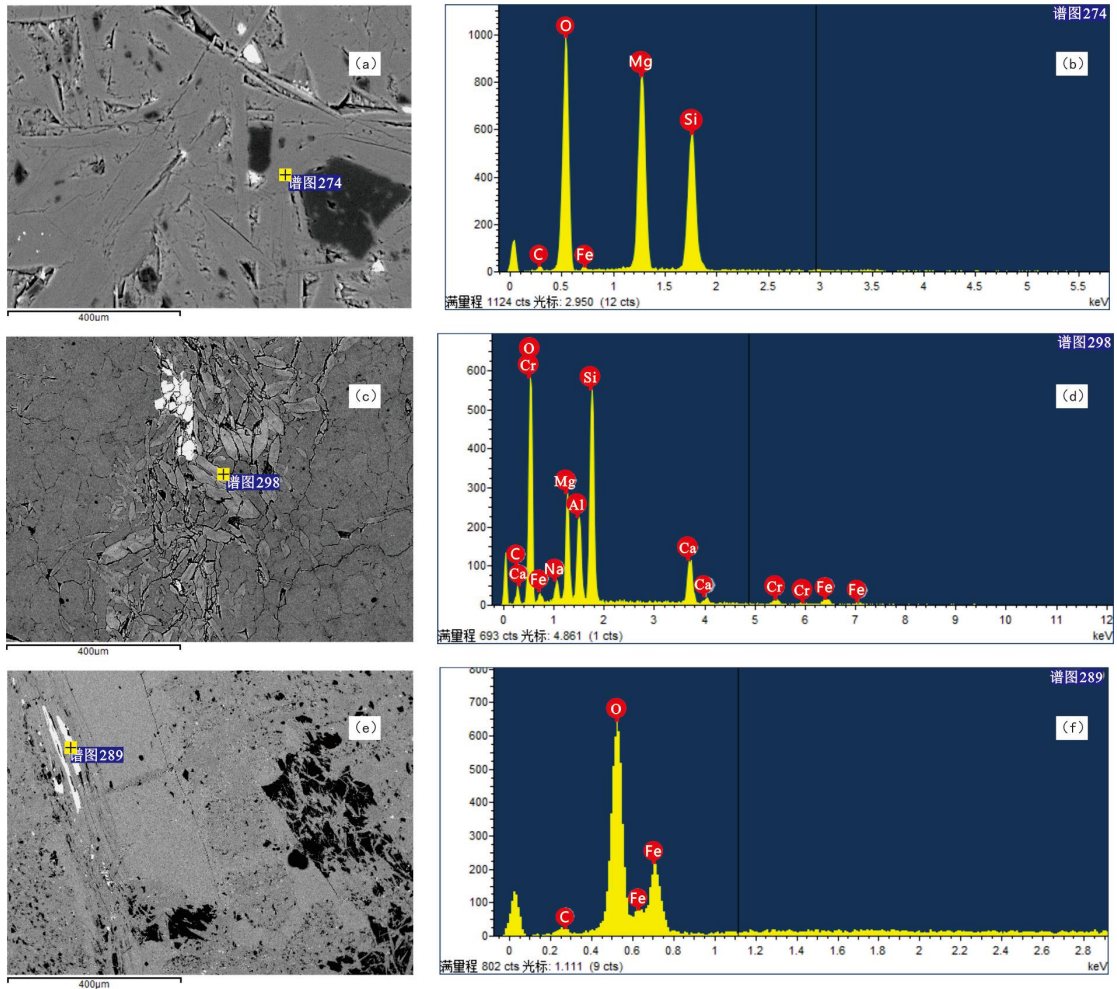 (a)
谱图274
400um
谱图274
(b)
1000
800
600
400
200
0
O
Mg
Si
C
Fe
0 0.5 1 1.5 2 2.5 3 3.5 4 4.5 5 5.5
满量程 1124 cts 光标: 2.950 (12 cts) keV
(c)
谱图298
400um
谱图298
(d)
600
500
400
300
200
100
0
O
Cr
Si
Mg
Al
C
Ca
Fe
Na
Ca
Ca
Cr
Cr
Fe
Fe
0 1 2 3 4 5 6 7 8 9 10 11 12
满量程 693 cts 光标: 4.861 (1 cts) keV
(e)
谱图289
400μm
谱图289
(f)
800
700
600
500
400
300
200
100
0
O
Fe
Fe
C
0 0.2 0.4 0.6 0.8 1 1.2 1.4 1.6 1.8 2 2.2 2.4 2.6 2.8
满量程 802 cts 光标: 1.111 (9 cts) keV